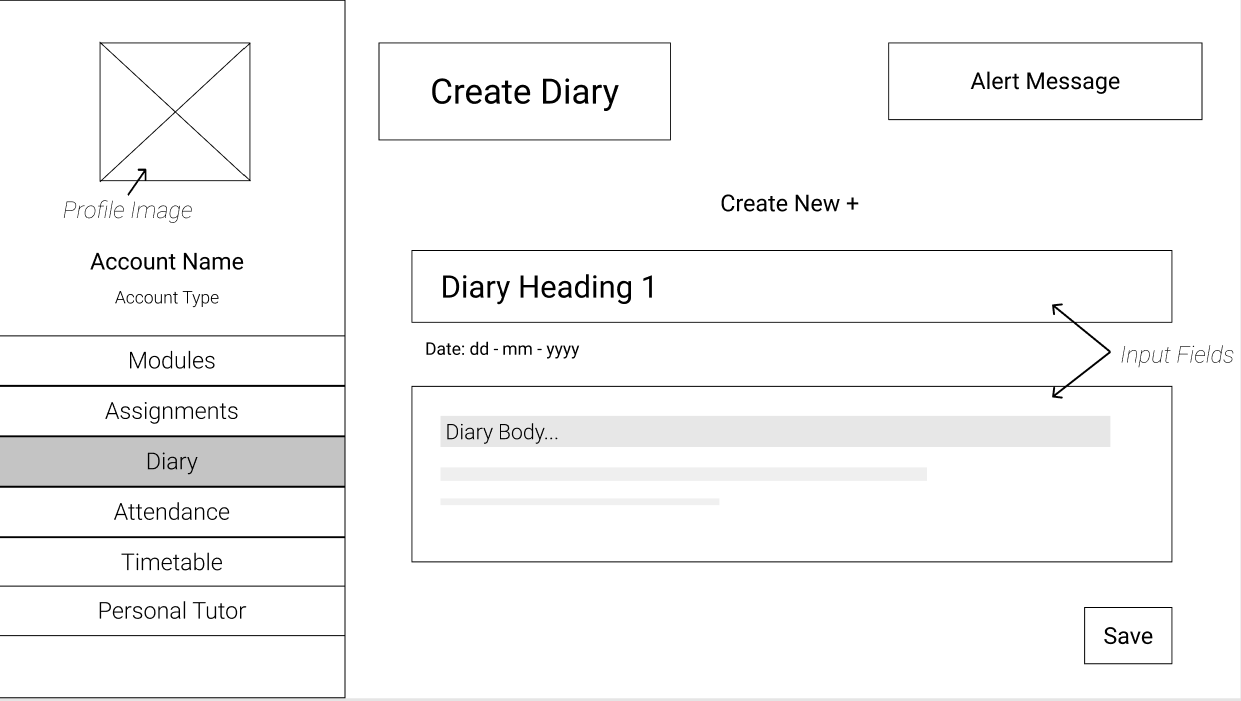 Profile Image
Account Name
Account Type
Modules
Assignments
Diary
Attendance
Timetable
Personal Tutor
Create Diary
Alert Message
Create New +
Diary Heading 1
Date: dd - mm - yyyy
Input Fields
Diary Body...
Save